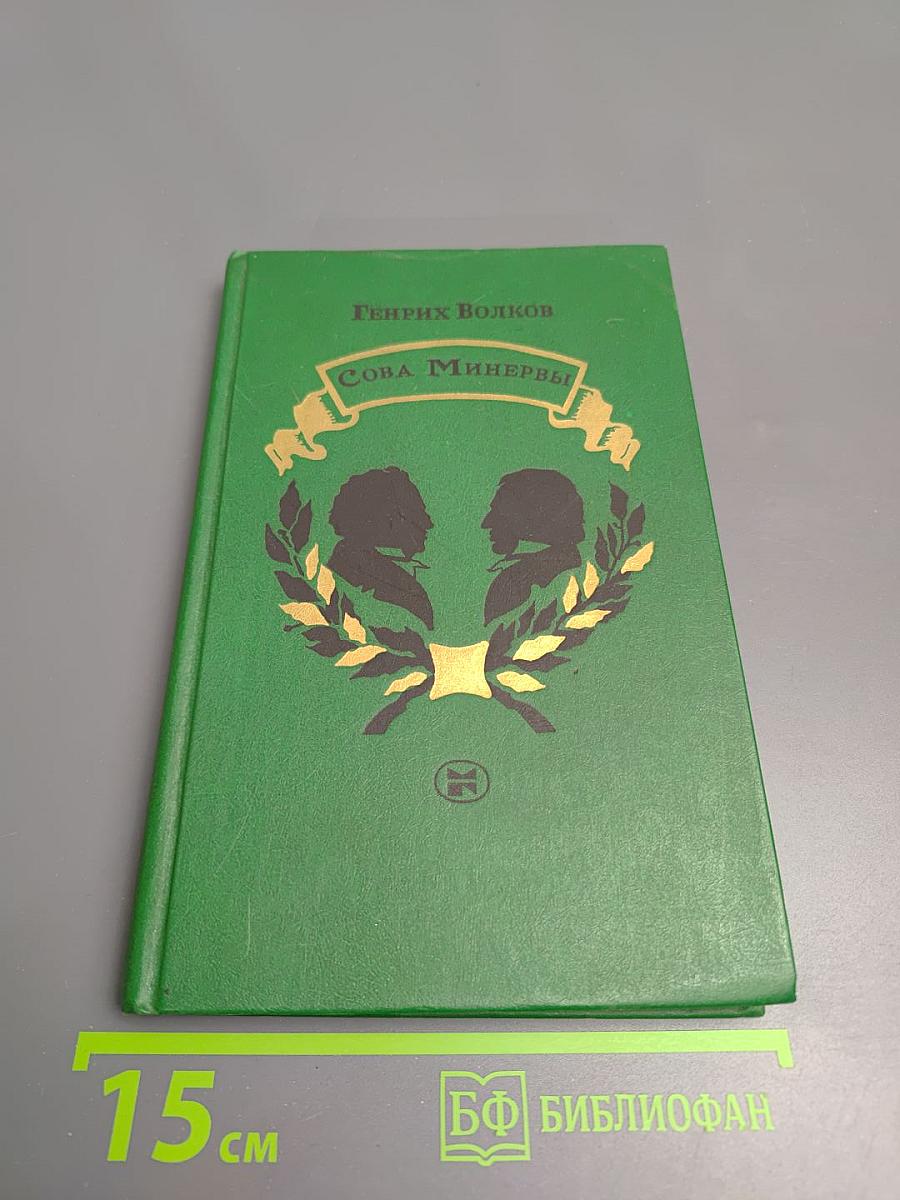 Генрих Волков
Сова Минервы
15 см
БФ БИБЛИОФАН